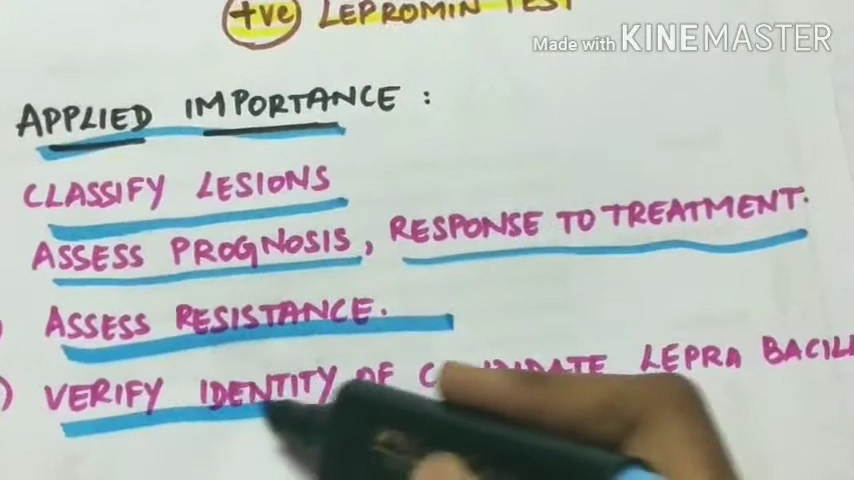 +ve LEPROMIN TEST
Made with KINEMASTER
APPLIED IMPORTANCE :
CLASSIFY LESIONS
ASSESS PROGNOSIS, RESPONSE TO TREATMENT.
ASSESS RESISTANCE.
) VERIFY IDENTITY OF LEPRA